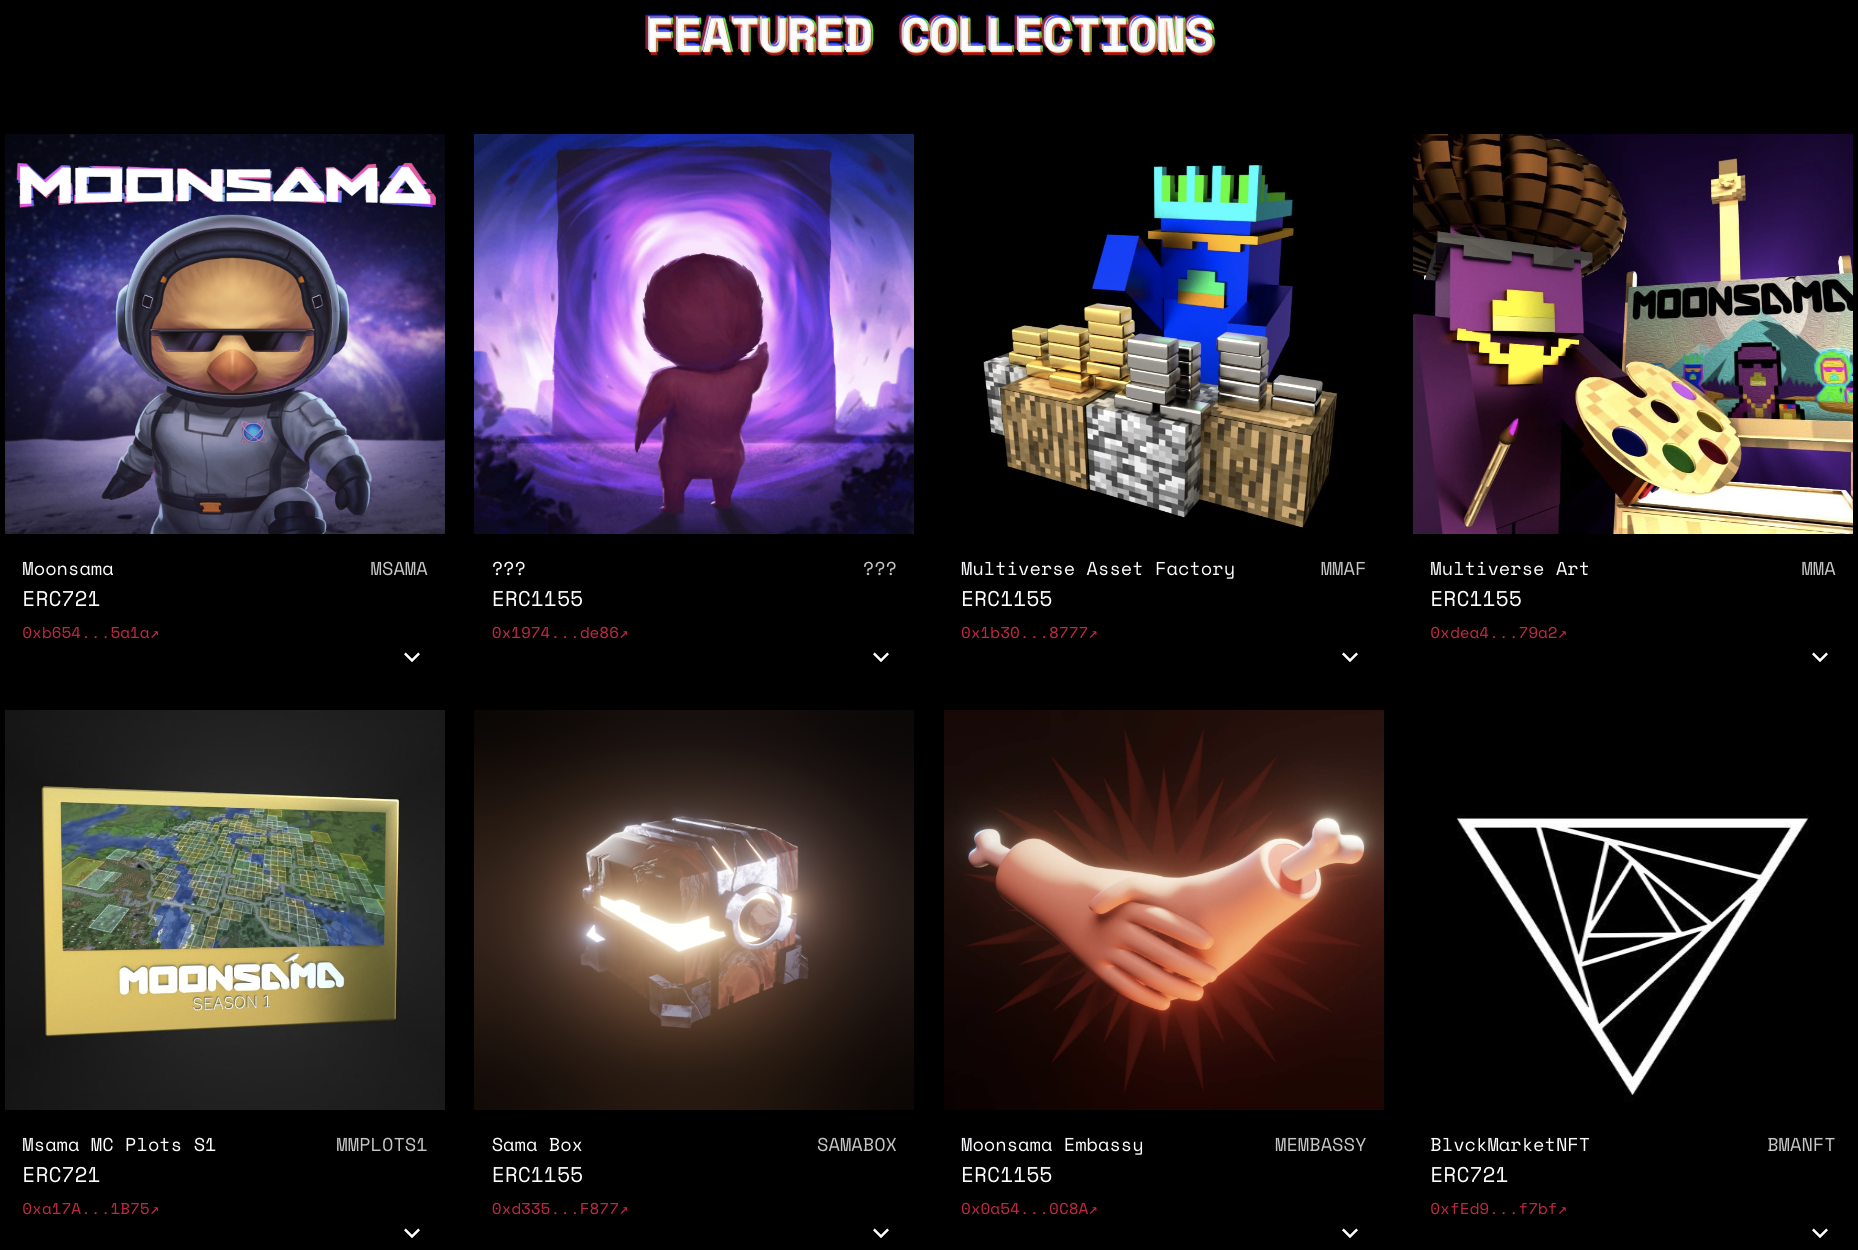 FEATURED COLLECTIONS
MOONSAMA
MOONSAMA
Moonsama MSAMA
ERC721
0xb654...5a1a↗
??? ???
ERC1155
0x1974...de86↗
Multiverse Asset Factory MMAF
ERC1155
0x1b30...8777↗
Multiverse Art MMA
ERC1155
0xdea4...79a2↗
MOONSAMA
SEASON 1
Msama MC Plots S1 MMPLOTS1
ERC721
0xa17A...1B75↗
Sama Box SAMABOX
ERC1155
0xd335...F877↗
Moonsama Embassy MEMBASSY
ERC1155
0x0a54...0C8A↗
BlvckMarketNFT BMANFT
ERC721
0xfEd9...f7bf↗